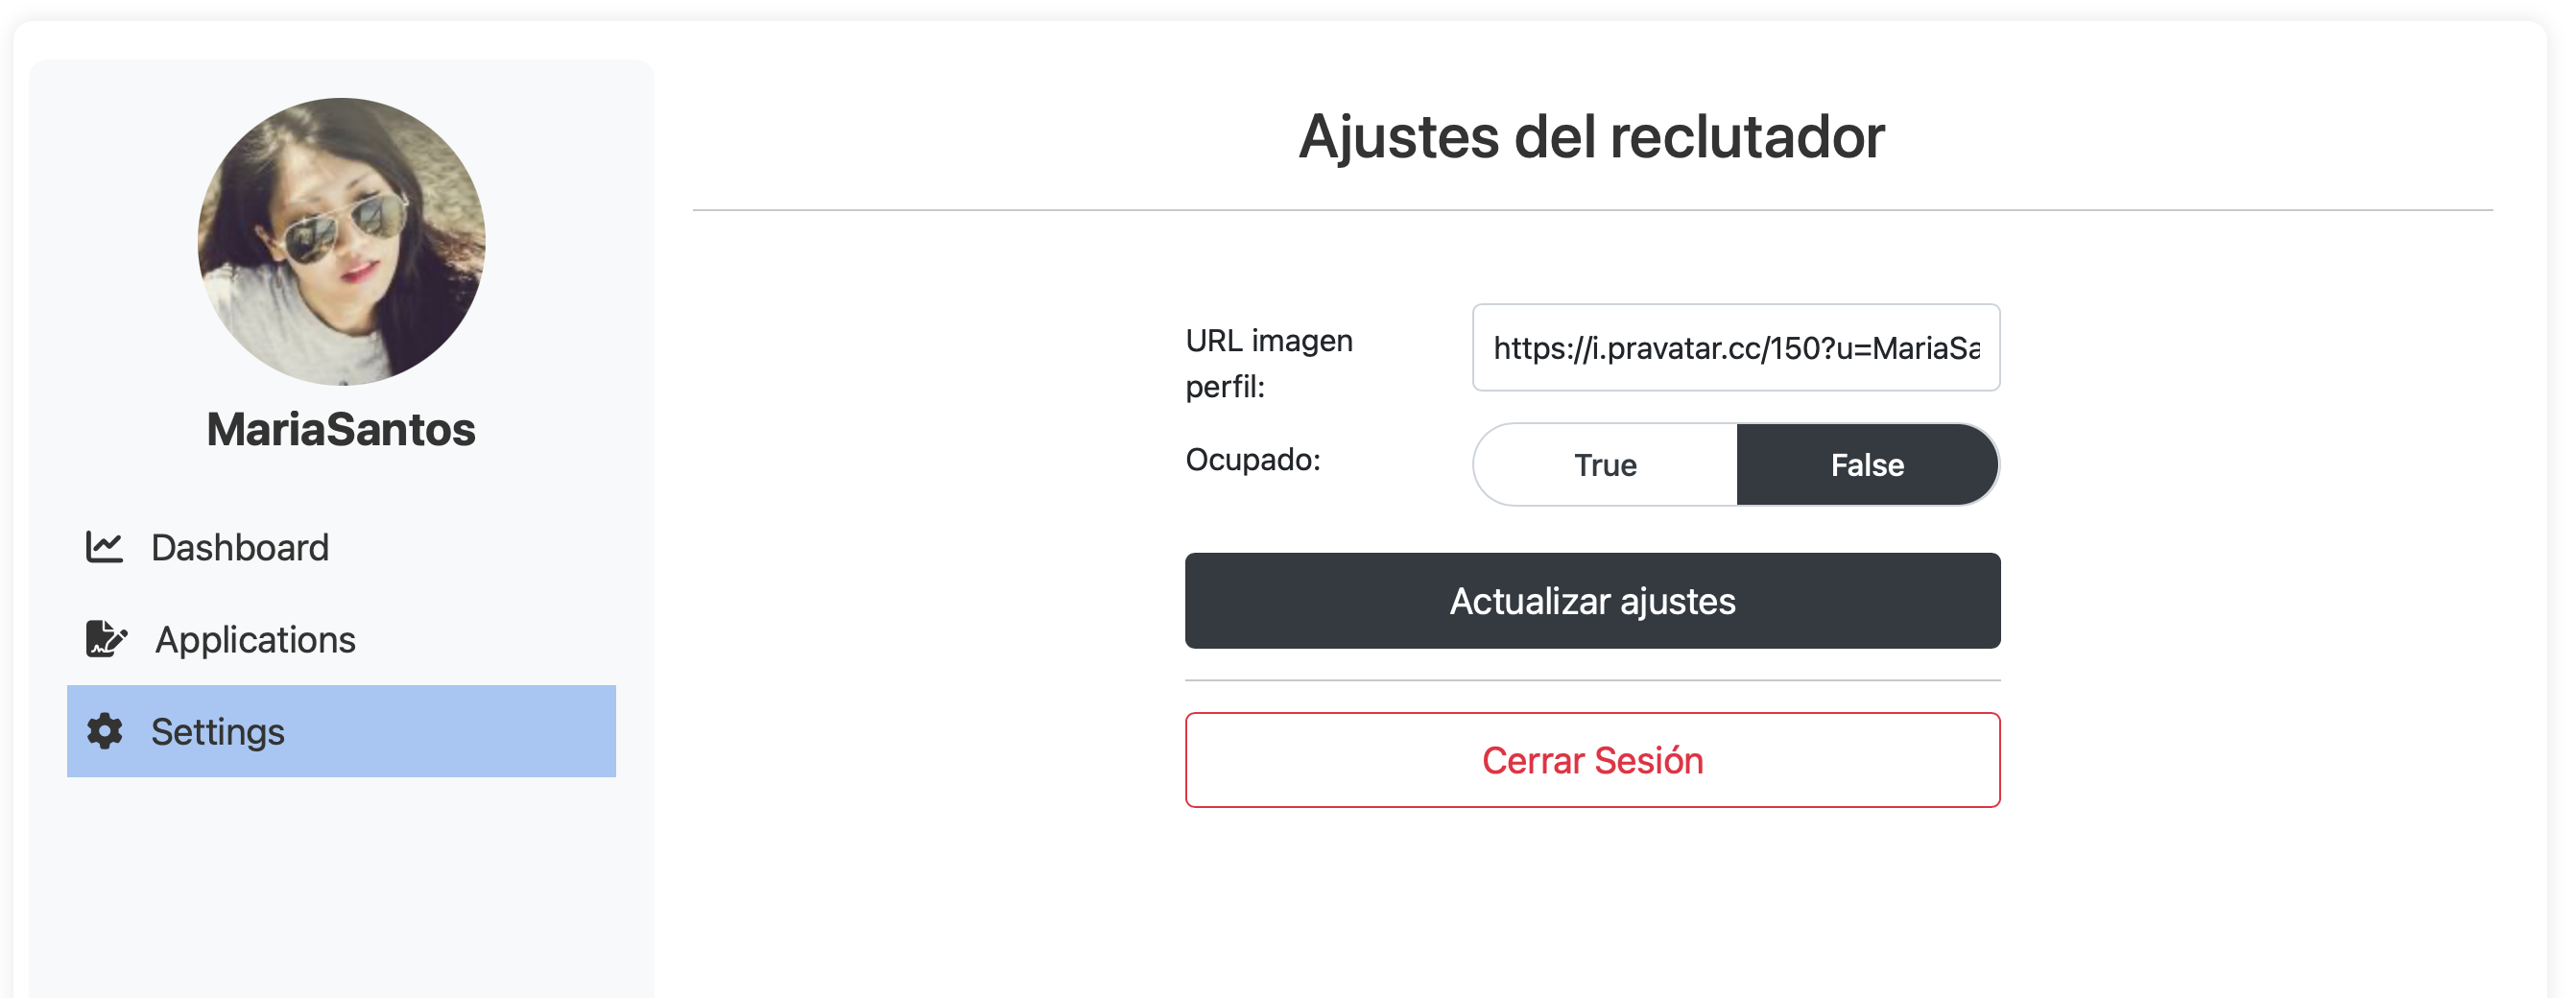 MariaSantos
Dashboard
Applications
Settings
Ajustes del reclutador
URL imagen
perfil:
https://i.pravatar.cc/150?u=MariaSa
Ocupado:
True
False
Actualizar ajustes
Cerrar Sesión